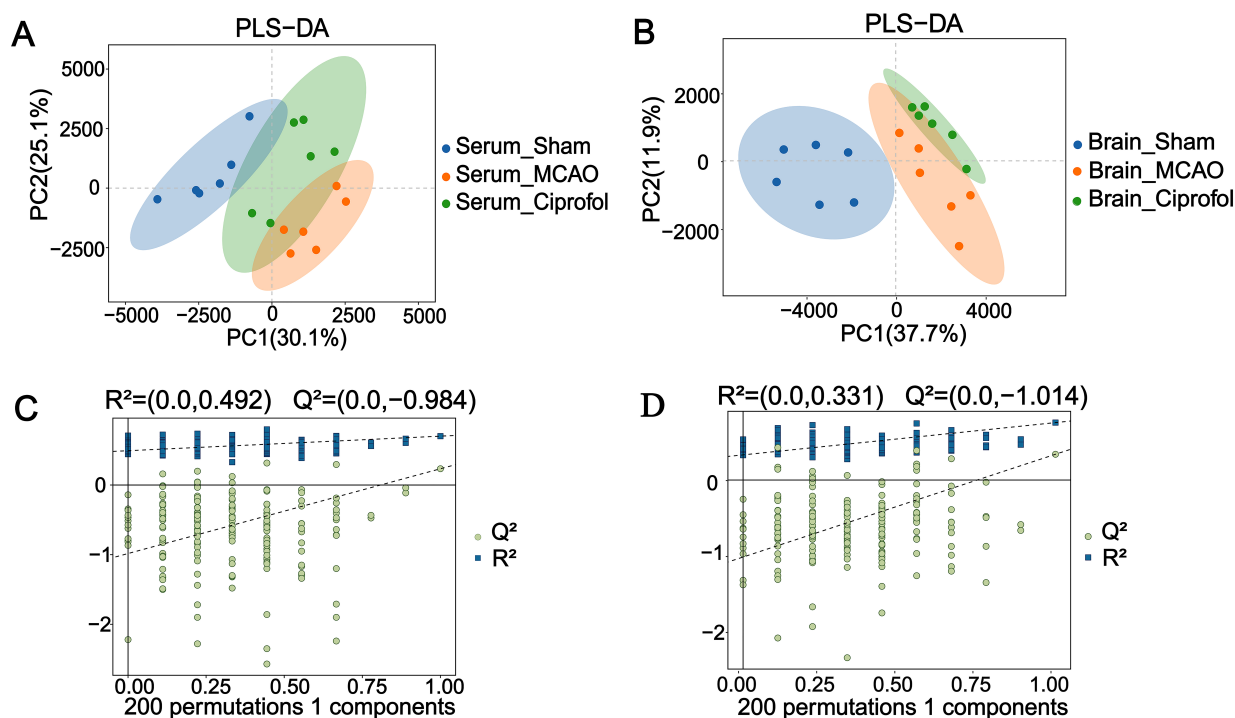 A
PLS−DA
PC2(25.1%)
5000
2500
0
−2500
−5000
−2500
0
2500
5000
PC1(30.1%)
Serum_Sham
Serum_MCAO
Serum_Ciprofol
B
PLS−DA
PC2(11.9%)
2000
0
−2000
−4000
0
4000
PC1(37.7%)
Brain_Sham
Brain_MCAO
Brain_Ciprofol
C
R²=(0.0,0.492) Q²=(0.0,−0.984)
0
−1
−2
0.00
0.25
0.50
0.75
1.00
200 permutations 1 components
Q²
R²
D
R²=(0.0,0.331) Q²=(0.0,−1.014)
0
−1
−2
0.00
0.25
0.50
0.75
1.00
200 permutations 1 components
Q²
R²